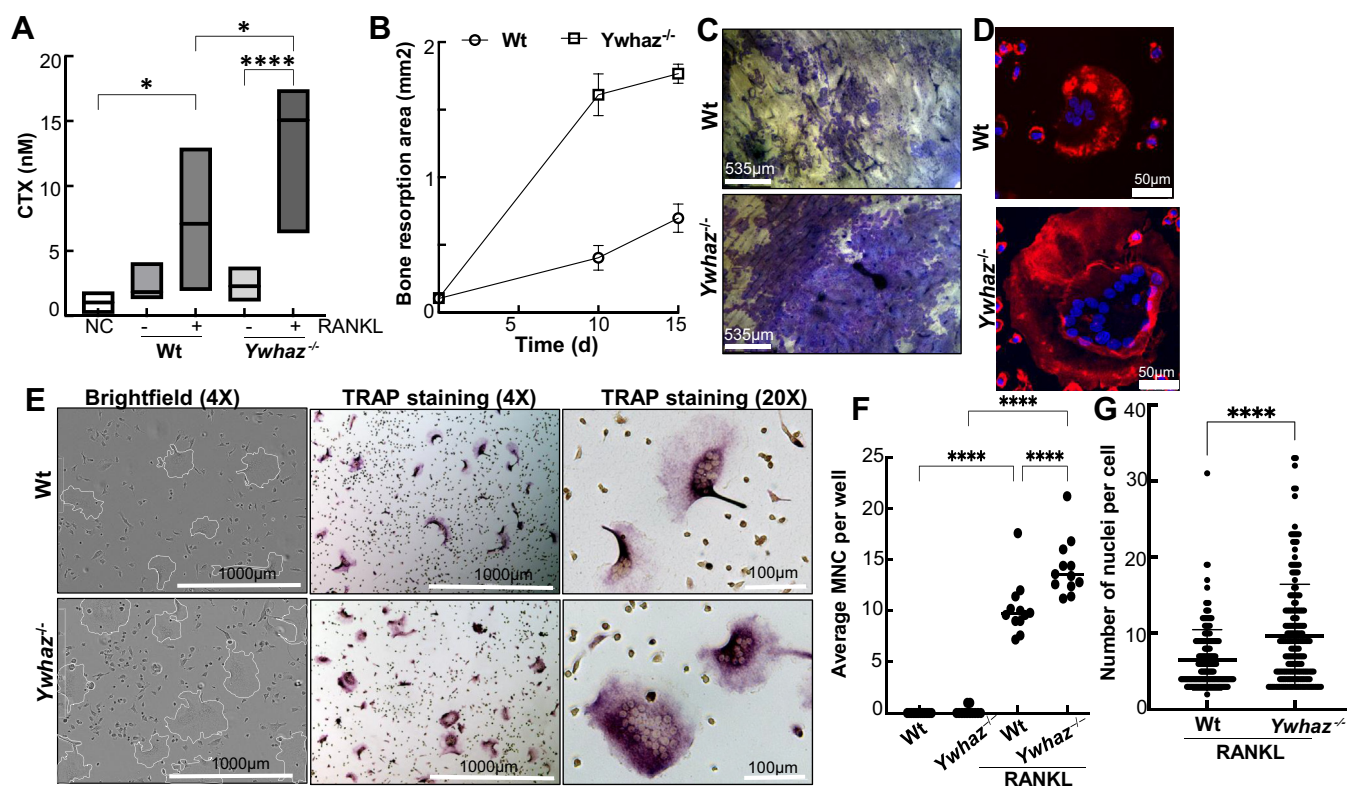 A
*
*
****
CTX (nM)
20
15
10
5
0
NC
-
+
-
+
RANKL
Wt
Ywhaz-/-
B
Wt
Ywhaz-/-
Bone resorption area (mm2)
2
1
0
5
10
15
Time (d)
C
Wt
535µm
Ywhaz-/-
535µm
D
Wt
50µm
Ywhaz-/-
50µm
E
Brightfield (4X)
TRAP staining (4X)
TRAP staining (20X)
Wt
1000µm
1000µm
100µm
Ywhaz-/-
1000µm
1000µm
100µm
F
****
****
****
Average MNC per well
25
20
15
10
5
0
Wt
Ywhaz-/-
Wt
Ywhaz-/-
RANKL
G
****
Number of nuclei per cell
40
30
20
10
0
Wt
Ywhaz-/-
RANKL